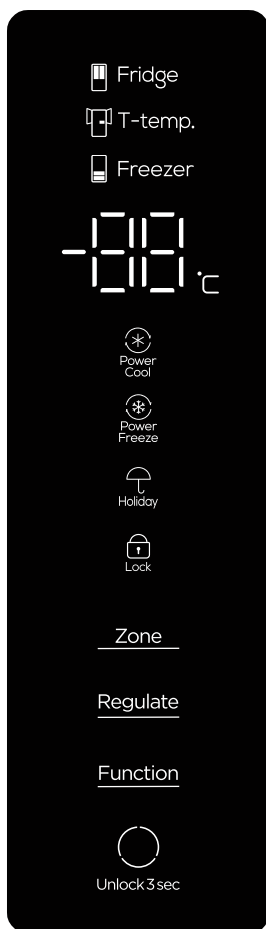 Fridge
T-temp.
Freezer
-88°C
Power
Cool
Power
Freeze
Holiday
Lock
Zone
Regulate
Function
Unlock 3 sec